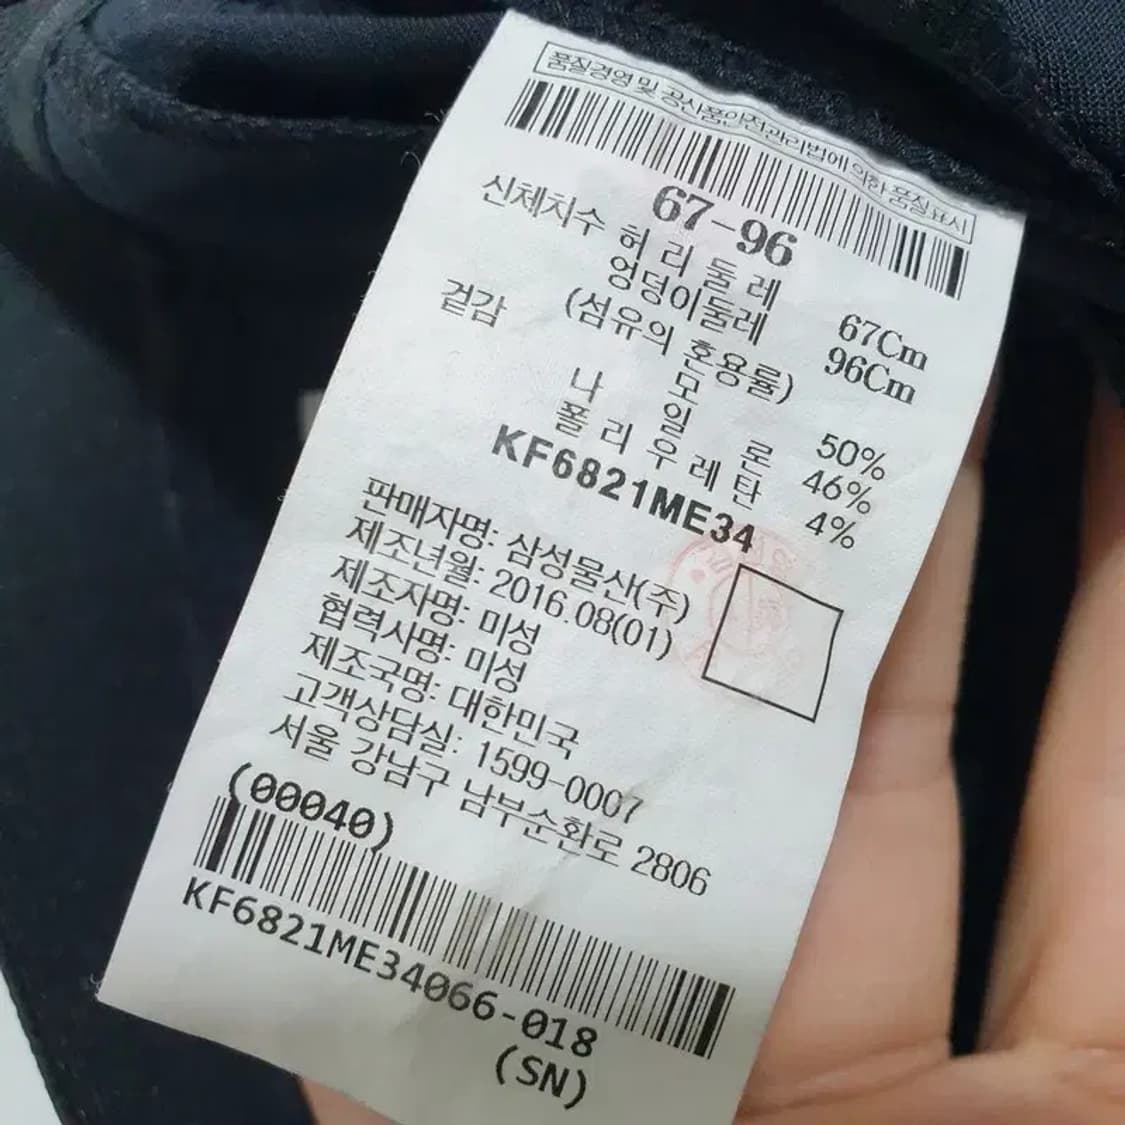 품질경영 및 공산품안전관리법에 의한 품질표시
67-96
신체치수 허 리 둘 레 67Cm
엉덩이둘레 96Cm
겉감 (섬유의 혼용률)
모 50%
나 일 론 46%
폴 리 우 레 탄 4%
KF6821ME34
판매자명: 삼성물산(주)
제조년월: 2016.08(01)
제조자명: 미성
협력사명: 미성
제조국명: 대한민국
고객상담실: 1599-0007
서울 강남구 남부순환로 2806
(00040)
KF6821ME34066-018
(SN)